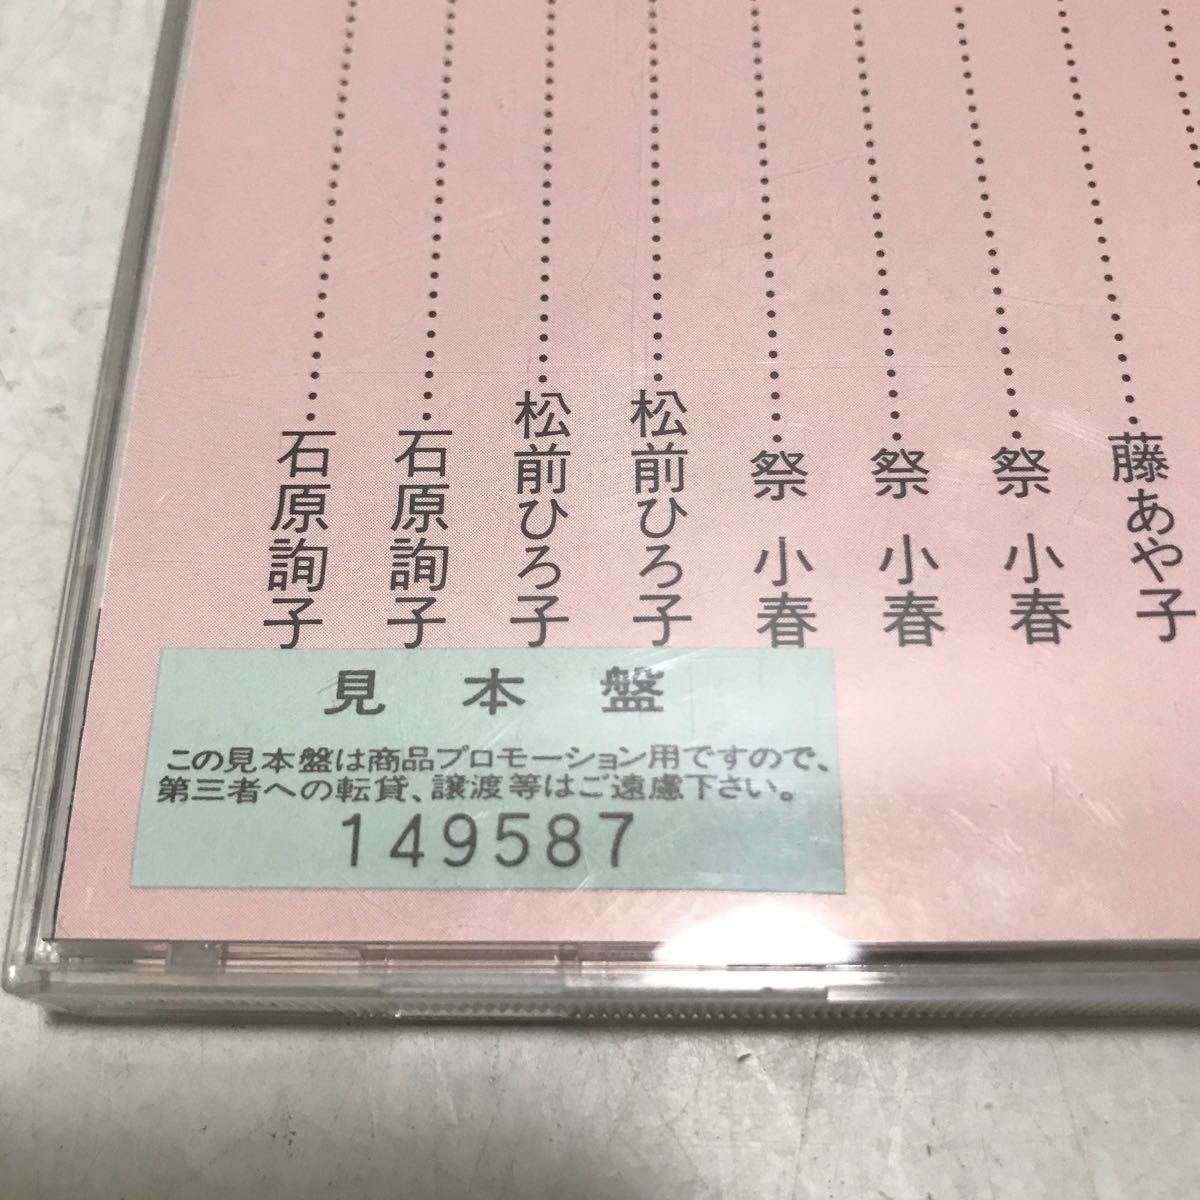 藤あや子
祭 小春
祭 小春
祭 小春
松前ひろ子
松前ひろ子
石原詢子
石原詢子
見 本 盤
この見本盤は商品プロモーション用ですので、
第三者への転貸、譲渡等はご遠慮下さい。
149587